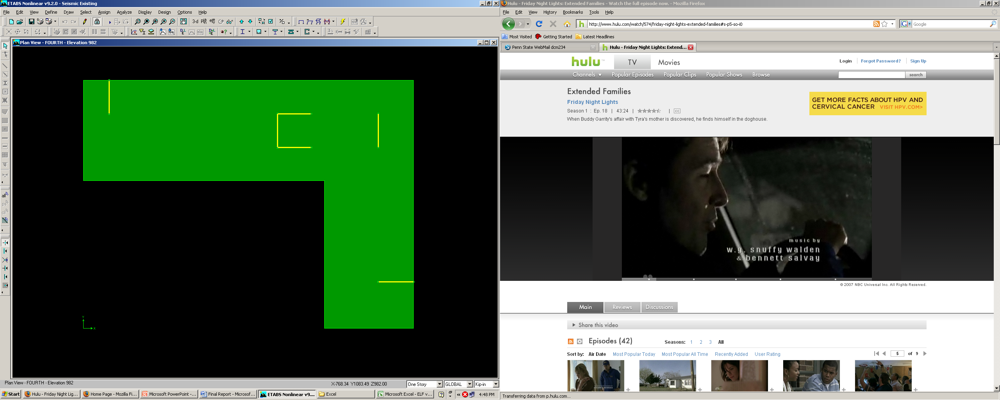 ETABS Nonlinear v9.2.0 - Seismic Existing
File Edit View Define Draw Select Assign Analyze Display Design Options Help
3-d
all
Plan View - FOURTH - Elevation 982
Y
X
Plan View - FOURTH - Elevation 982
X-768.34 Y1083.49 Z982.00
One Story
GLOBAL
Kip-in
Start
Hulu - Friday Night Lig...
Home Page - Mozilla Fi...
Microsoft PowerPoint -...
Final Report - Microsof...
ETABS Nonlinear v9....
Excel
Microsoft Excel - ELF v...
4:48 PM
Hulu - Friday Night Lights: Extended Families - Watch the full episode now. - Mozilla Firefox
File Edit View History Bookmarks Tools Help
http://www.hulu.com/watch/574/friday-night-lights-extended-families#s-p5-so-i0
Google
Most Visited Getting Started Latest Headlines
Penn State WebMail dcm234
Hulu - Friday Night Lights: Extend...
hulu™
TV Movies
Login Forgot Password? Sign Up
Channels Popular Episodes Popular Clips Popular Shows Browse
search
Extended Families
Friday Night Lights
Season 1 : Ep. 18 | 43:24 | | cc
When Buddy Garrity's affair with Tyra's mother is discovered, he finds himself in the doghouse.
GET MORE FACTS ABOUT HPV AND
CERVICAL CANCER VISIT HPV.COM>
music by
w.g. snuffy walden
& bennett salvay
© 2007 NBC Universal Inc. All Rights Reserved.
Main Reviews Discussions
Share this video
Episodes (42)
Seasons: 1 2 3 All
Sort by: Air Date Most Popular Today Most Popular All Time Recently Added User Rating
5 of 9
Transferring data from p.hulu.com...